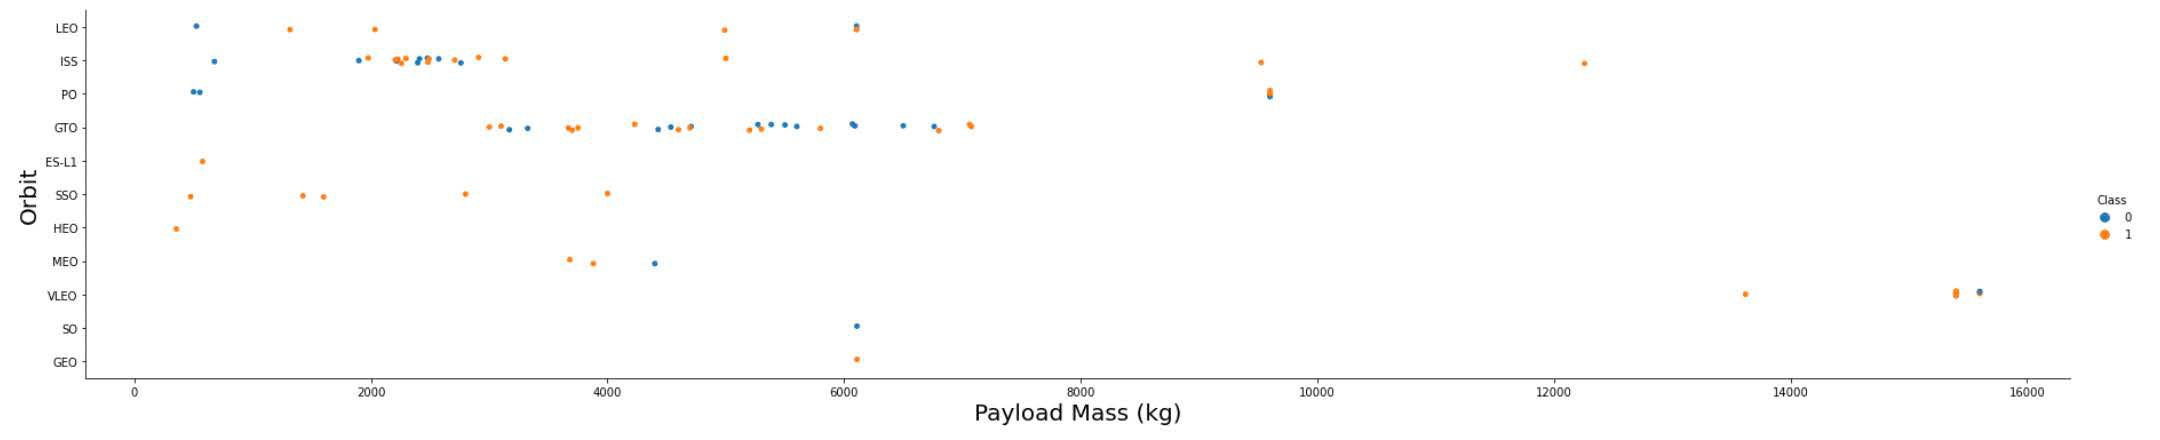 LEO
ISS
PO
GTO
ES-L1
SSO
HEO
MEO
VLEO
SO
GEO
Orbit
0 2000 4000 6000 8000 10000 12000 14000 16000
Payload Mass (kg)
Class
0
1